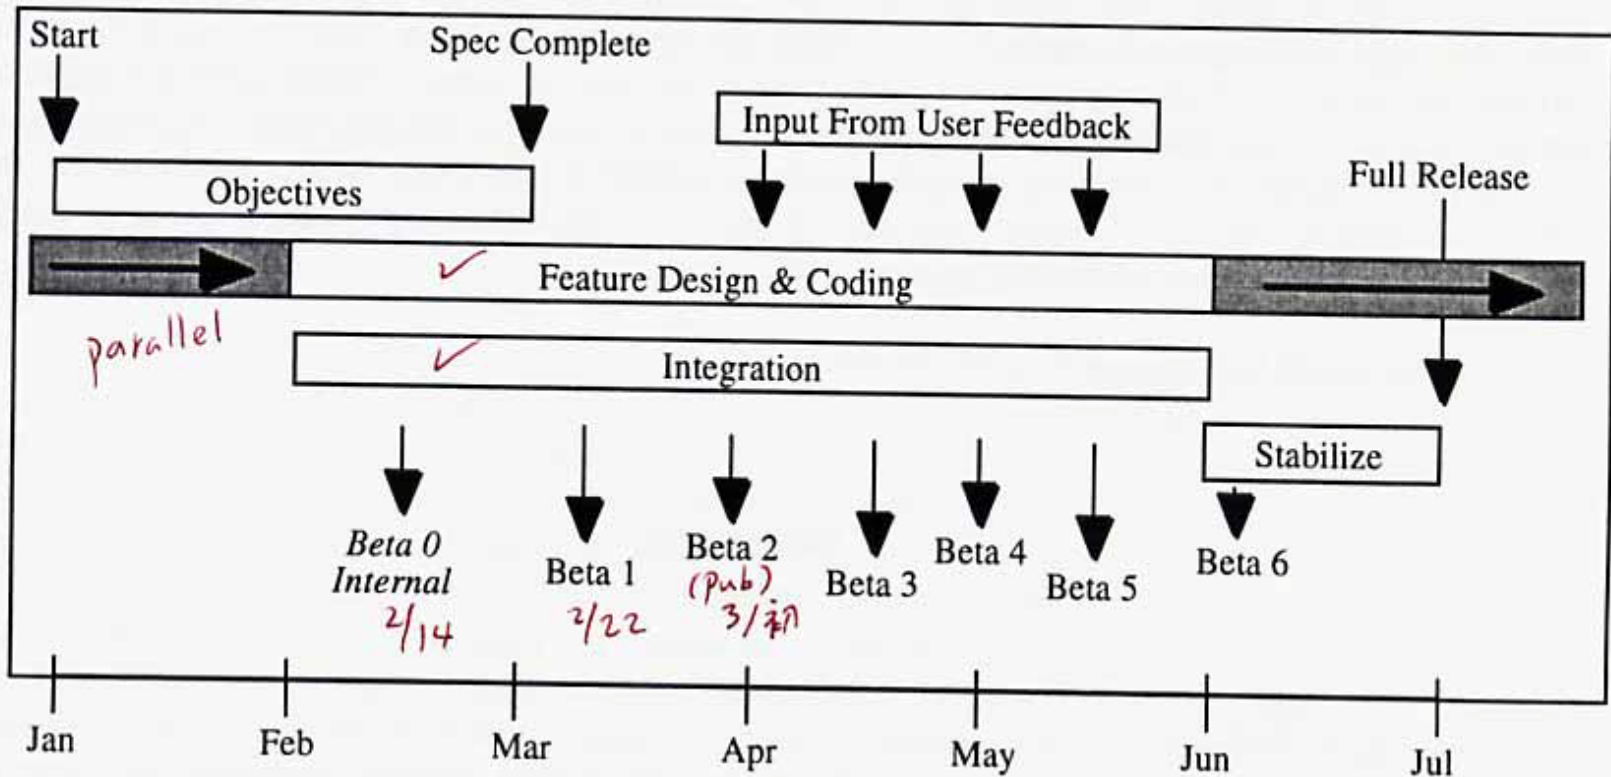 Start
Spec Complete
Input From User Feedback
Full Release
Objectives
Feature Design & Coding
parallel
Integration
Stabilize
Beta 0
Internal
2/14
Beta 1
2/22
Beta 2
(pub)
3/初
Beta 3
Beta 4
Beta 5
Beta 6
Jan
Feb
Mar
Apr
May
Jun
Jul